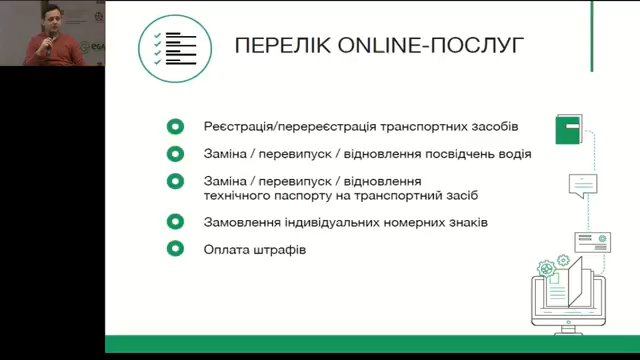 ПЕРЕЛІК ONLINE-ПОСЛУГ
Реєстрація/перереєстрація транспортних засобів
Заміна / перевипуск / відновлення посвідчень водія
Заміна / перевипуск / відновлення
технічного паспорту на транспортний засіб
Замовлення індивідуальних номерних знаків
Оплата штрафів